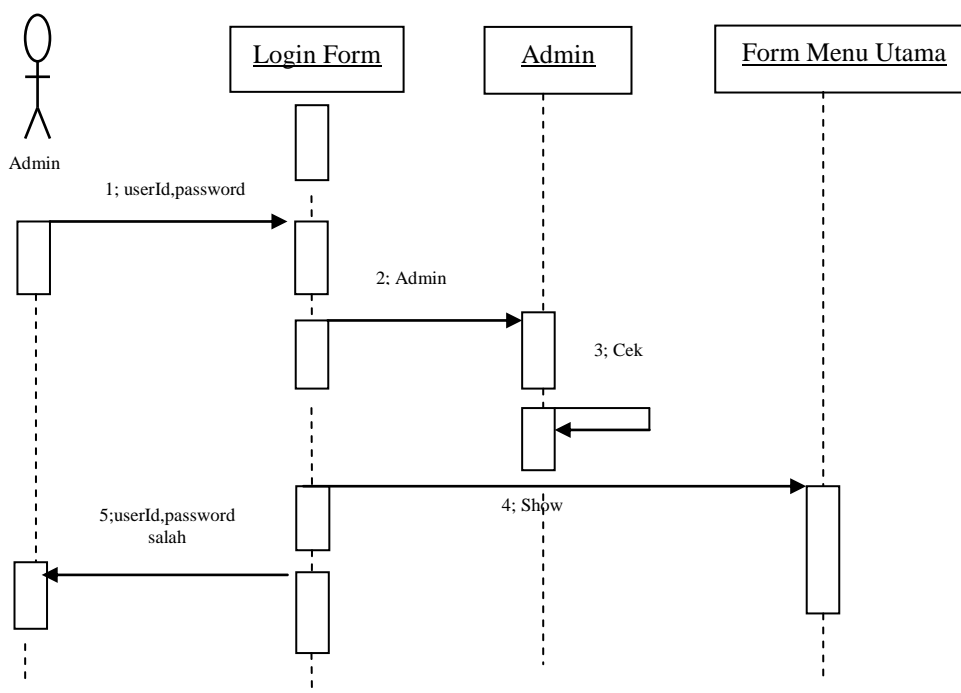 Login Form
Admin
Form Menu Utama
Admin
1; userId,password
2; Admin
3; Cek
4; Show
5;userId,password
salah